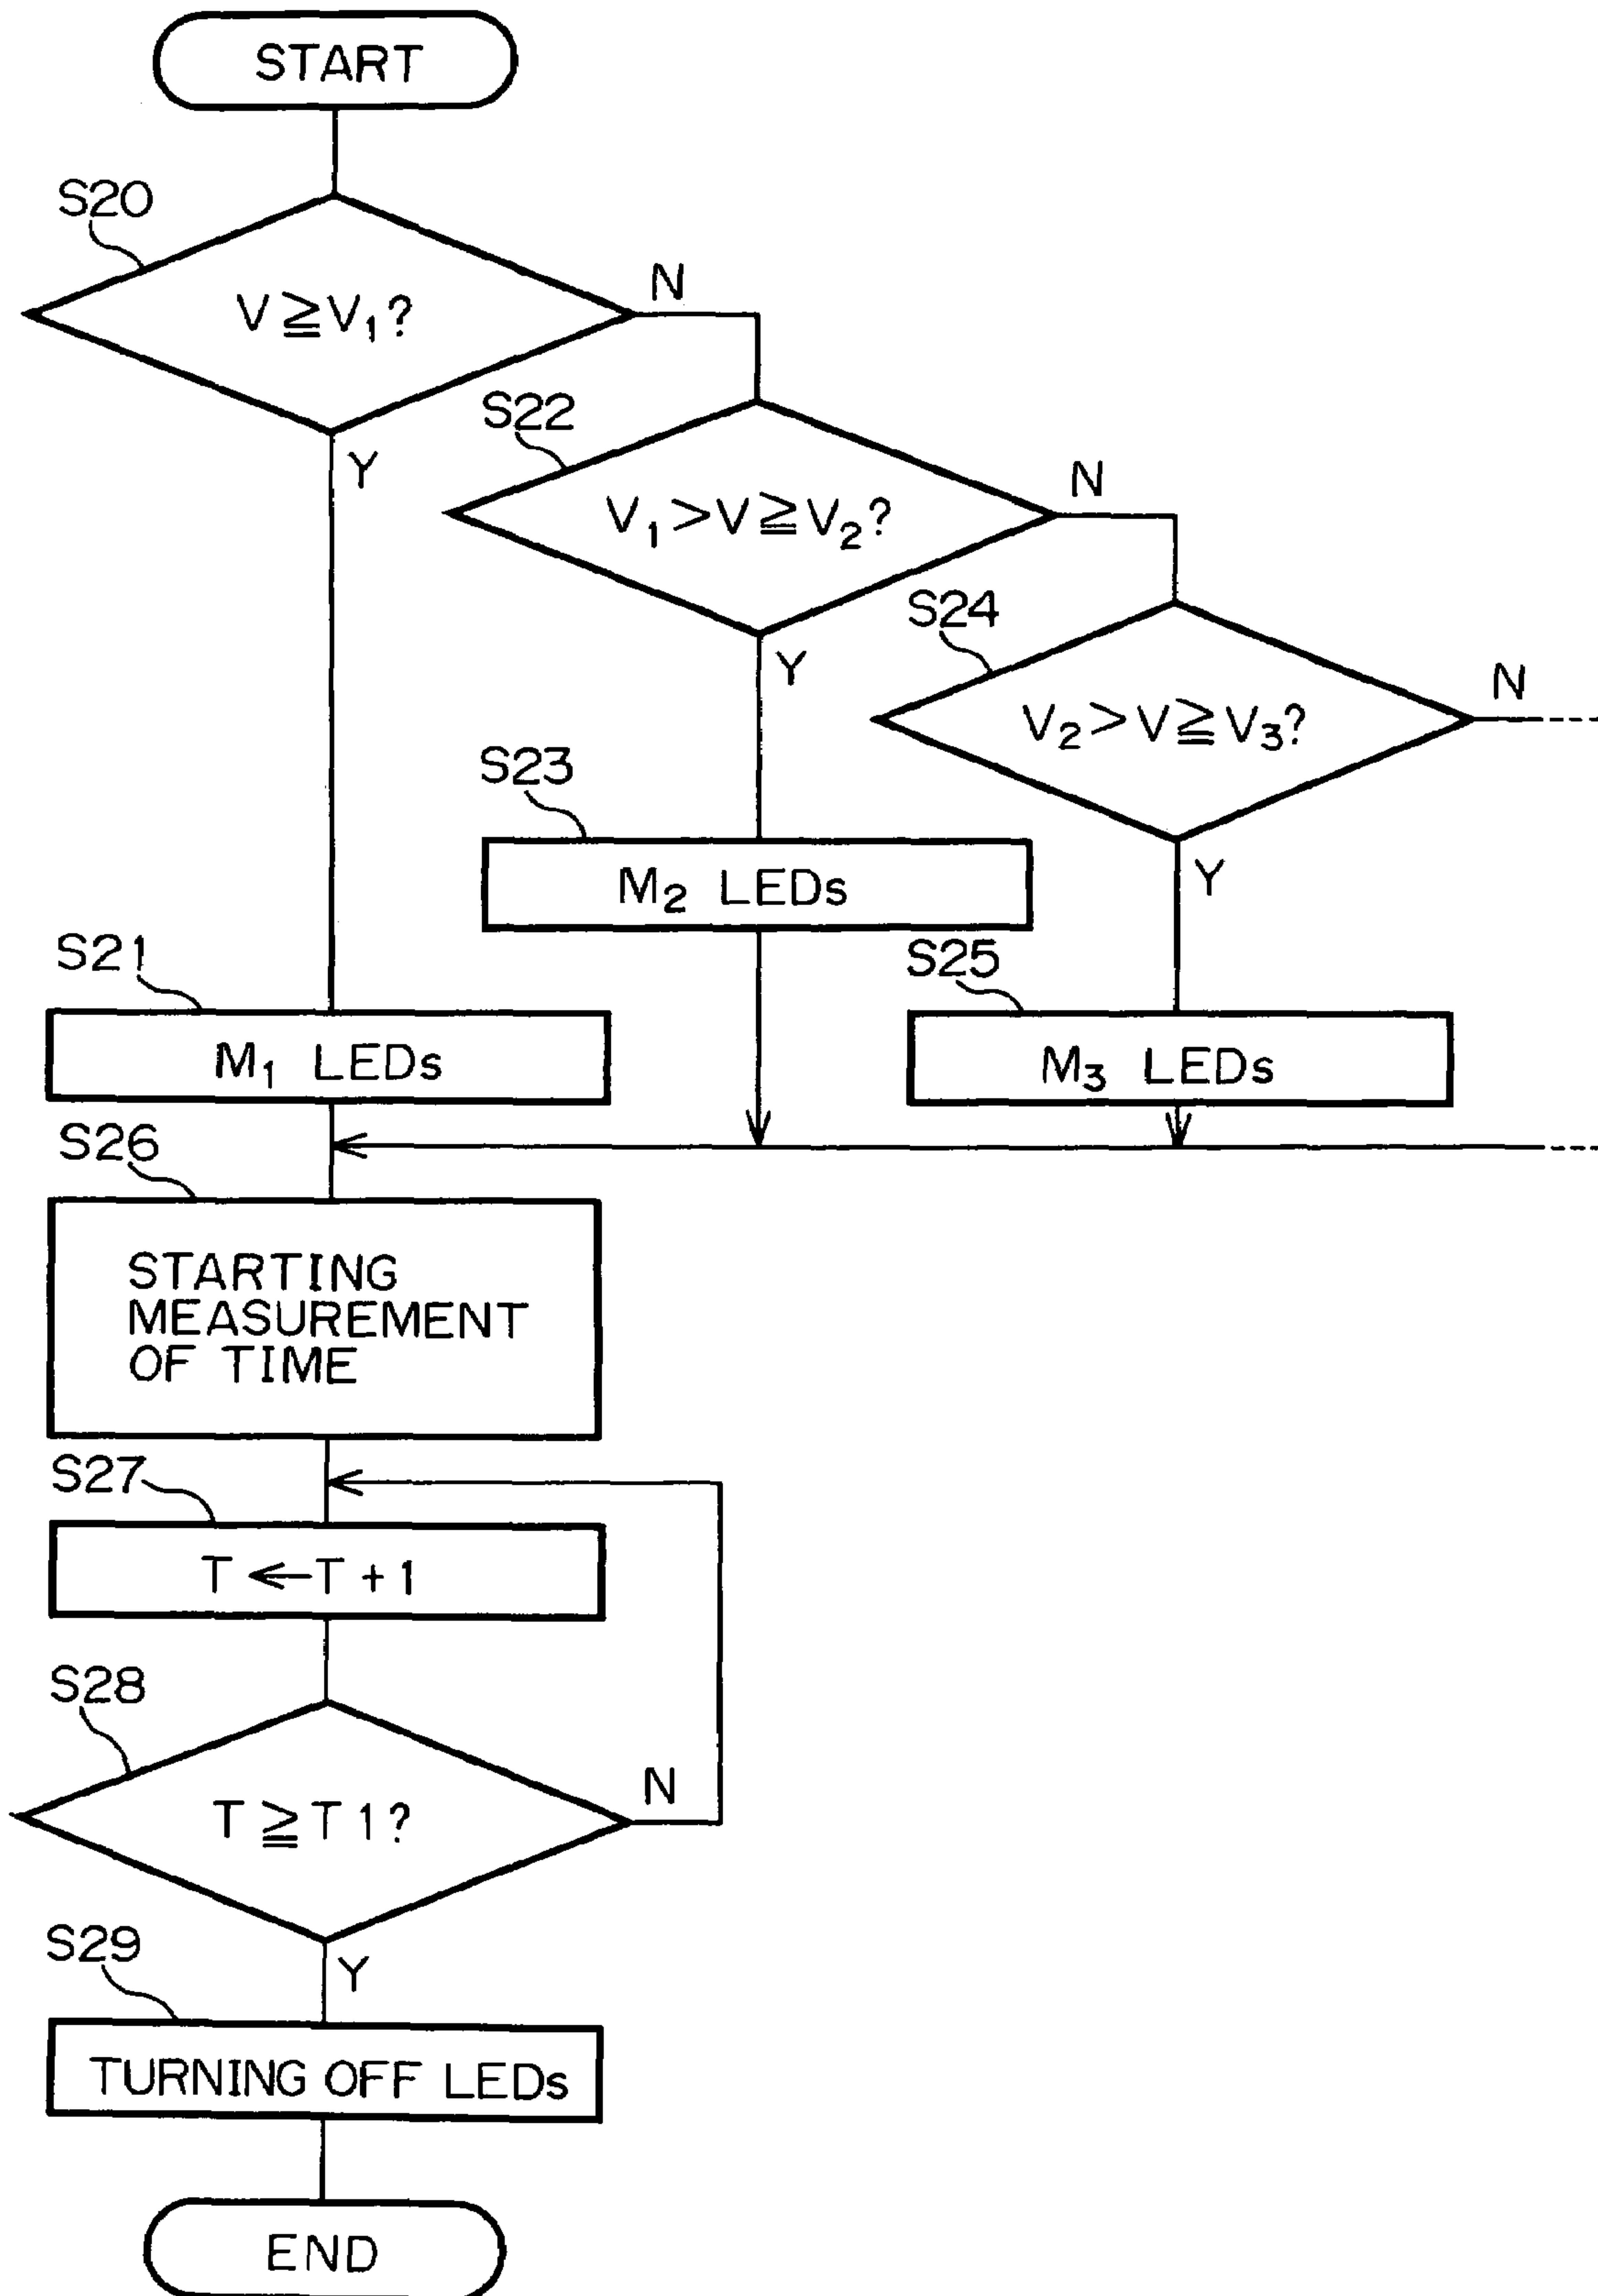 START
S20
V ≧ V₁?
N
Y
S22
V₁ > V ≧ V₂?
N
Y
S24
V₂ > V ≧ V₃?
N
Y
S23
M₂ LEDs
S21
M₁ LEDs
S25
M₃ LEDs
S26
STARTING
MEASUREMENT
OF TIME
S27
T ← T + 1
S28
T ≧ T 1?
N
Y
S29
TURNING OFF LEDs
END